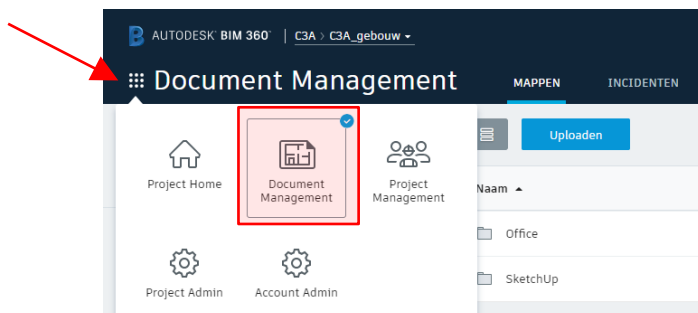 AUTODESK® BIM 360™ | C3A > C3A_gebouw
Document Management
MAPPEN
INCIDENTEN
Project Home
Document
Management
Project
Management
Project Admin
Account Admin
Uploaden
Naam
Office
SketchUp